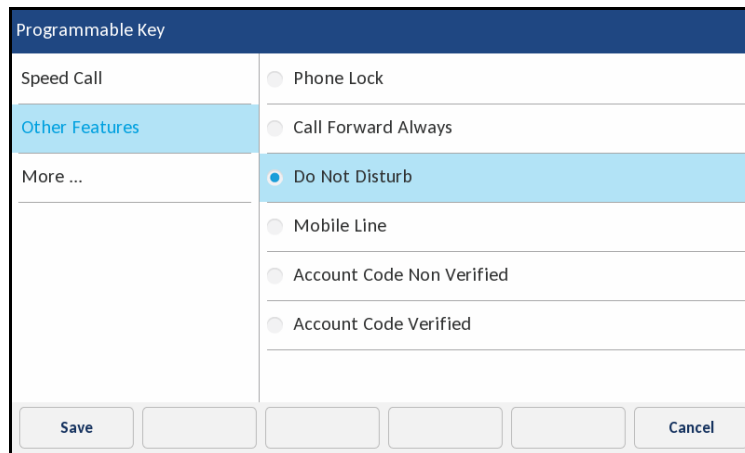 Programmable Key
Speed Call
Other Features
More ...
Phone Lock
Call Forward Always
Do Not Disturb
Mobile Line
Account Code Non Verified
Account Code Verified
Save
Cancel